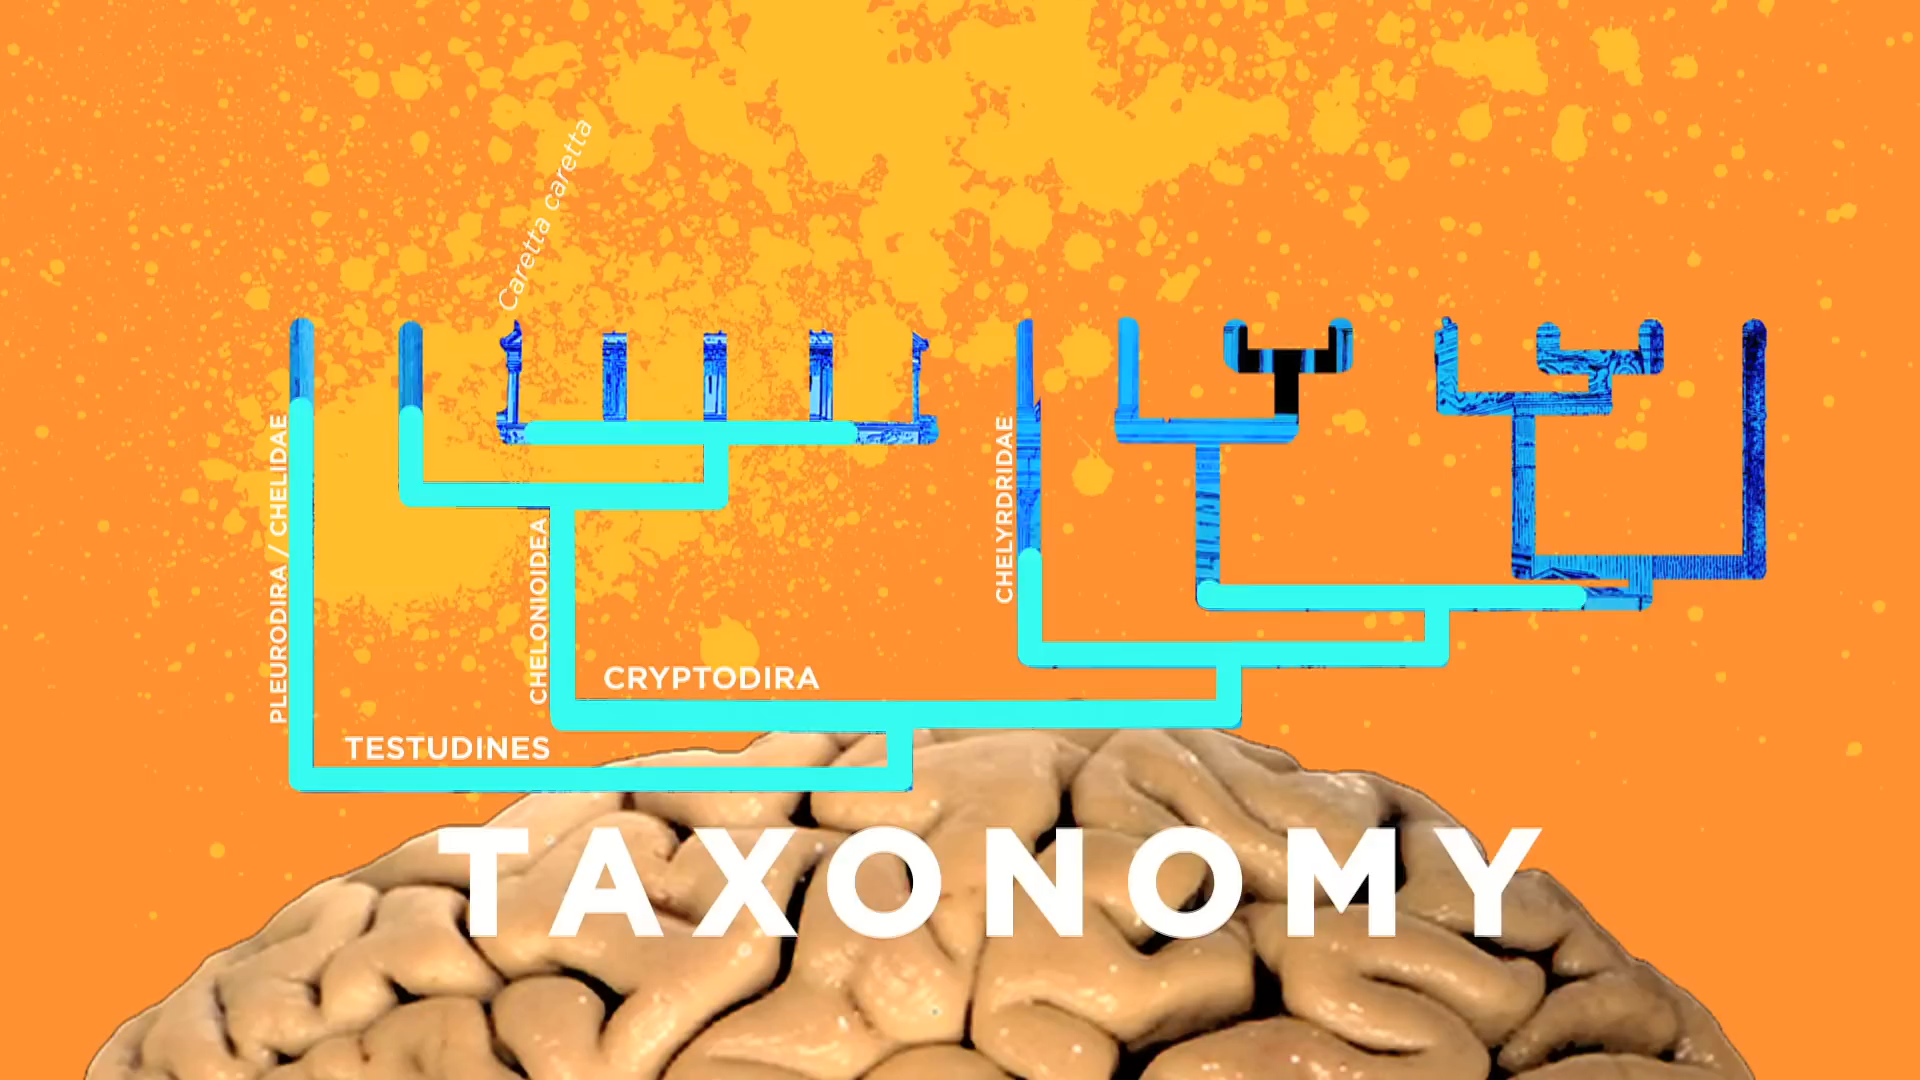 Caretta caretta
PLEURODIRA / CHELIDAE
CHELONIOIDEA
CHELYRDRIDAE
CRYPTODIRA
TESTUDINES
TAXONOMY